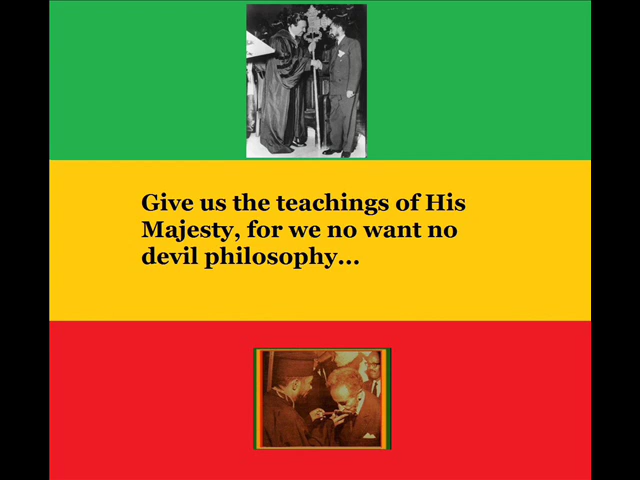 Give us the teachings of His
Majesty, for we no want no
devil philosophy...